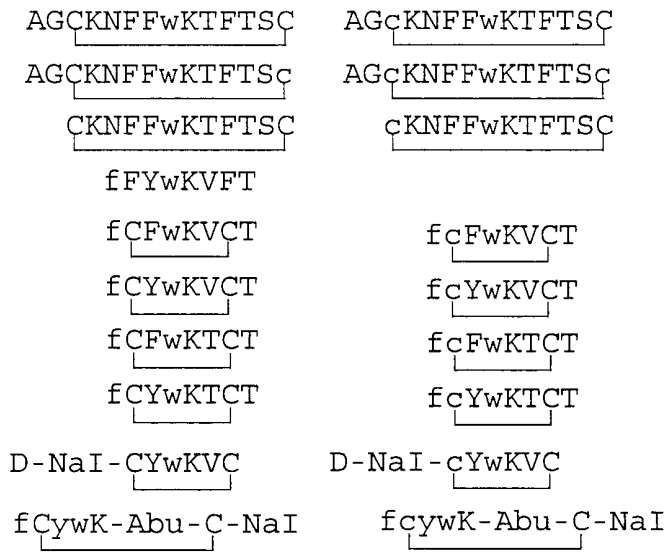 AGCKNFFwKTFTSC AGcKNFFwKTFTSC
AGCKNFFwKTFTSc AGcKNFFwKTFTSc
CKNFFwKTFTSC cKNFFwKTFTSC
fFYwKVFT
fCFwKVCT fcFwKVCT
fCYwKVCT fcYwKVCT
fCFwKTCT fcFwKTCT
fCYwKTCT fcYwKTCT
D-NaI-CYwKVC D-NaI-cYwKVC
fCywK-Abu-C-NaI fcywK-Abu-C-NaI